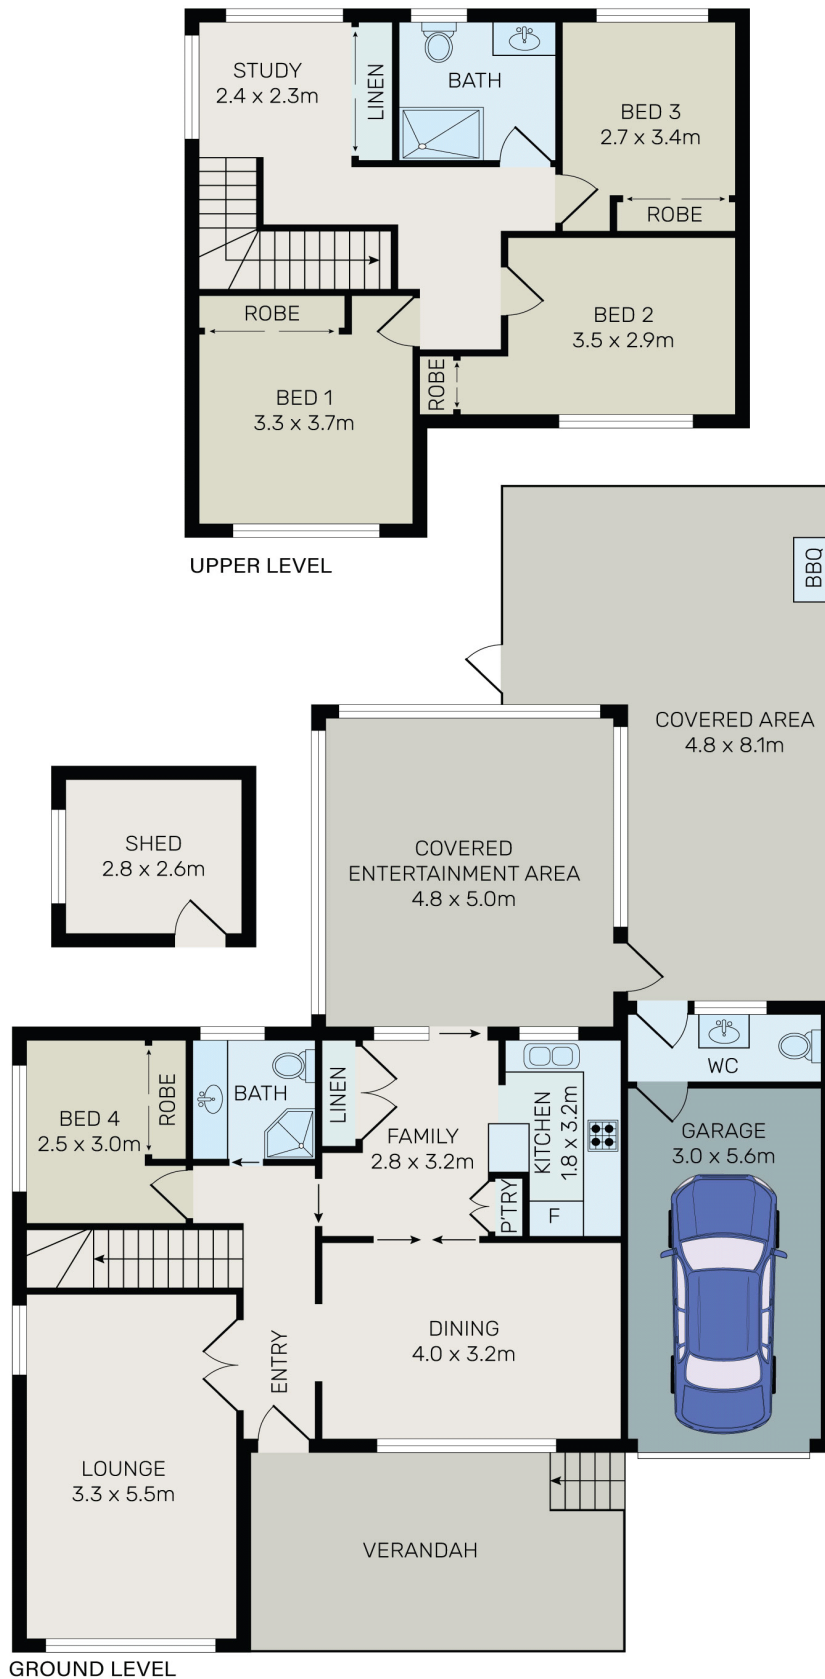 STUDY
2.4 x 2.3m
LINEN
BATH
BED 3
2.7 x 3.4m
ROBE
ROBE
BED 2
3.5 x 2.9m
ROBE
BED 1
3.3 x 3.7m
UPPER LEVEL
BBQ
COVERED AREA
4.8 x 8.1m
SHED
2.8 x 2.6m
COVERED
ENTERTAINMENT AREA
4.8 x 5.0m
BED 4
2.5 x 3.0m
ROBE
BATH
LINEN
FAMILY
2.8 x 3.2m
KITCHEN
1.8 x 3.2m
P'TRY
F
WC
GARAGE
3.0 x 5.6m
ENTRY
DINING
4.0 x 3.2m
LOUNGE
3.3 x 5.5m
VERANDAH
GROUND LEVEL